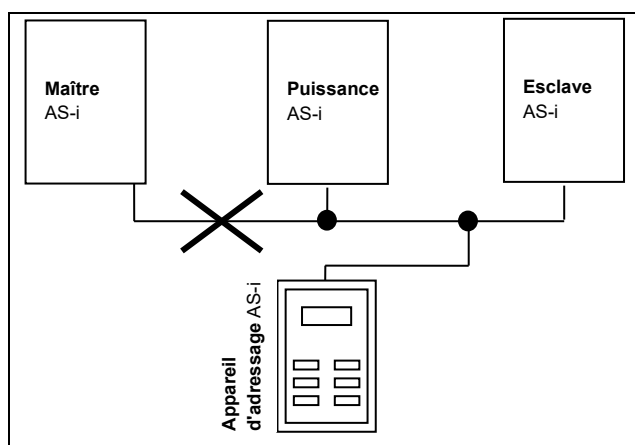 Maître
AS-i
Puissance
AS-i
Esclave
AS-i
Appareil
d'adressage AS-i